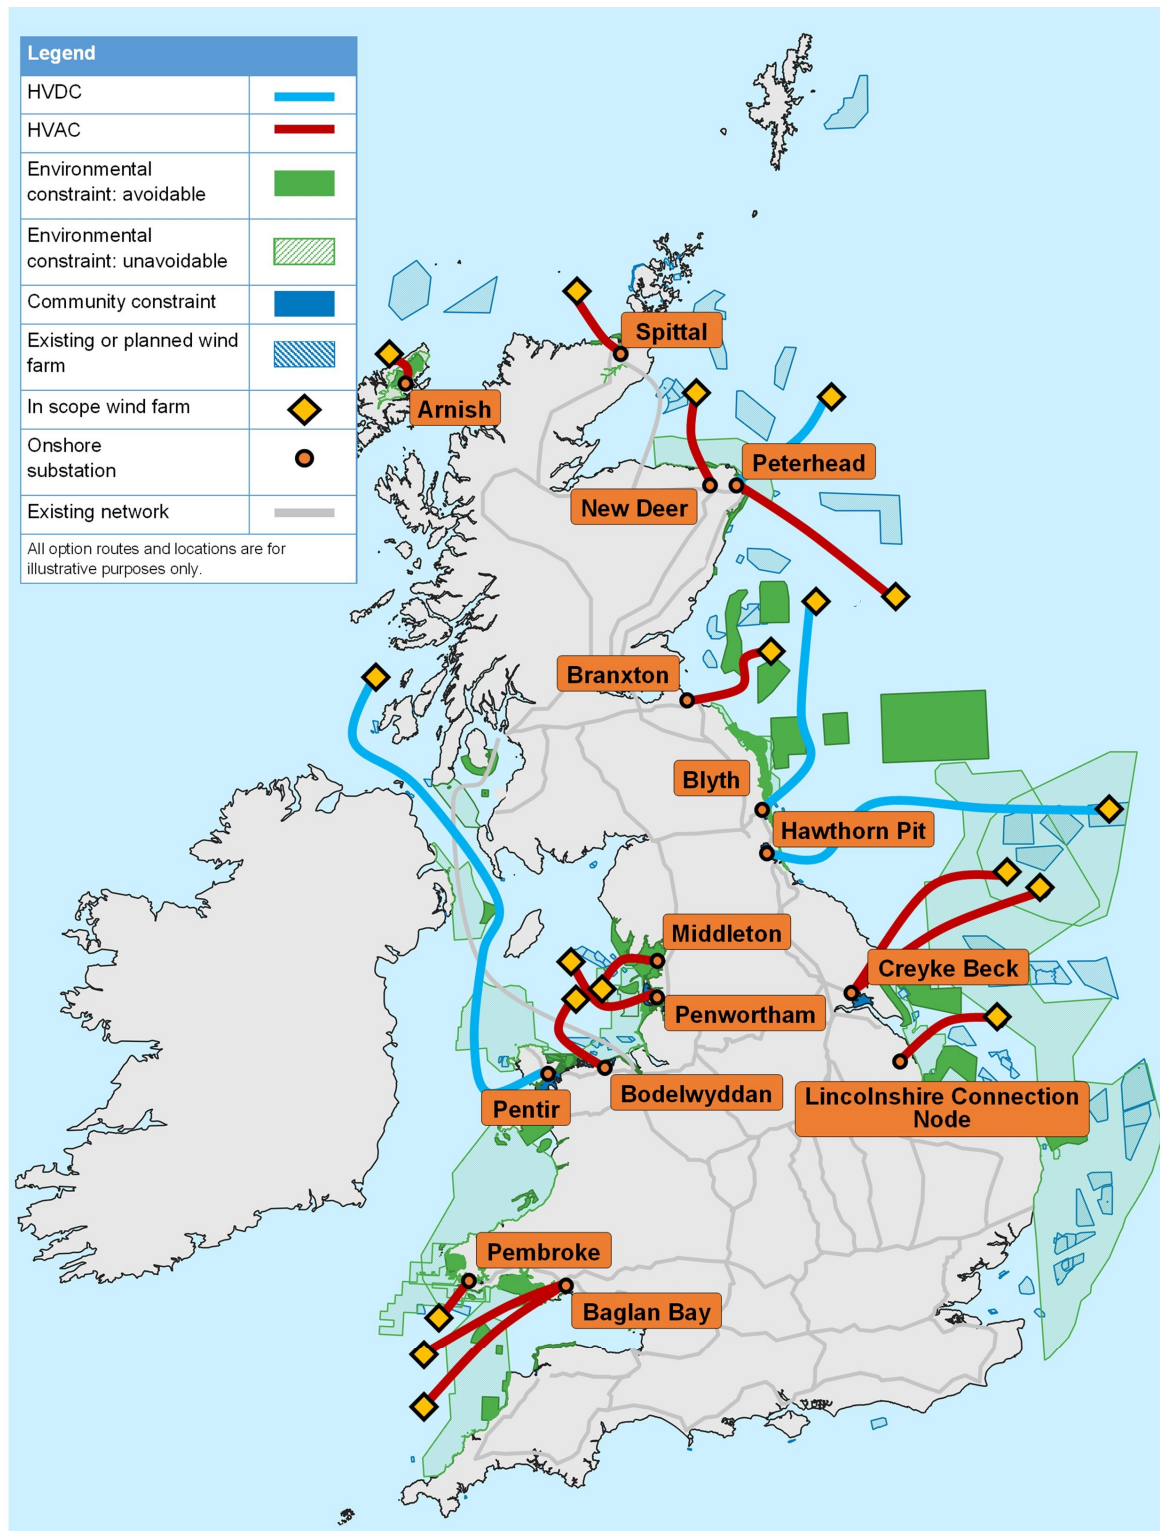 Legend
HVDC
HVAC
Environmental
constraint: avoidable
Environmental
constraint: unavoidable
Community constraint
Existing or planned wind
farm
In scope wind farm
Onshore
substation
Existing network
All option routes and locations are for
illustrative purposes only.
Spittal
Arnish
Peterhead
New Deer
Branxton
Blyth
Hawthorn Pit
Middleton
Creyke Beck
Penwortham
Bodelwyddan
Pentir
Lincolnshire Connection
Node
Pembroke
Baglan Bay